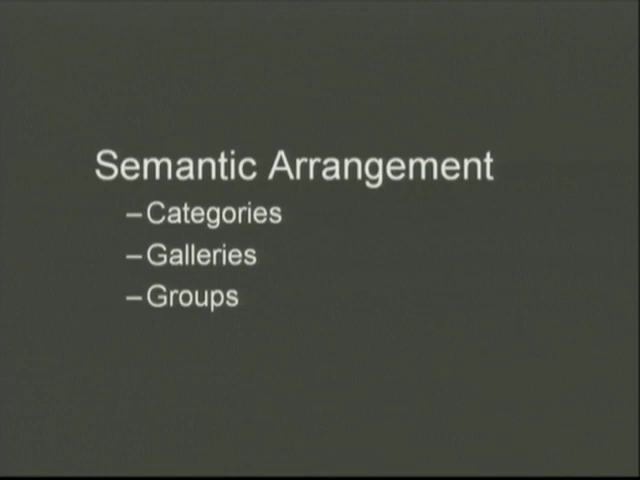 Semantic Arrangement
– Categories
– Galleries
– Groups